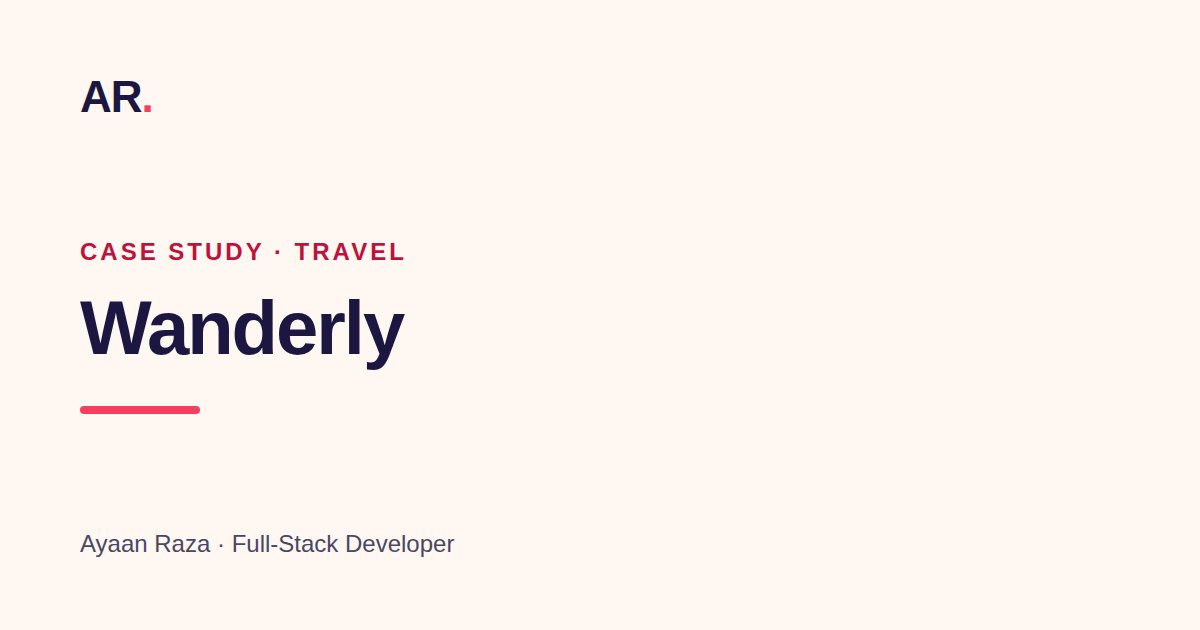 AR.
CASE STUDY · TRAVEL
Wanderly
Ayaan Raza · Full-Stack Developer